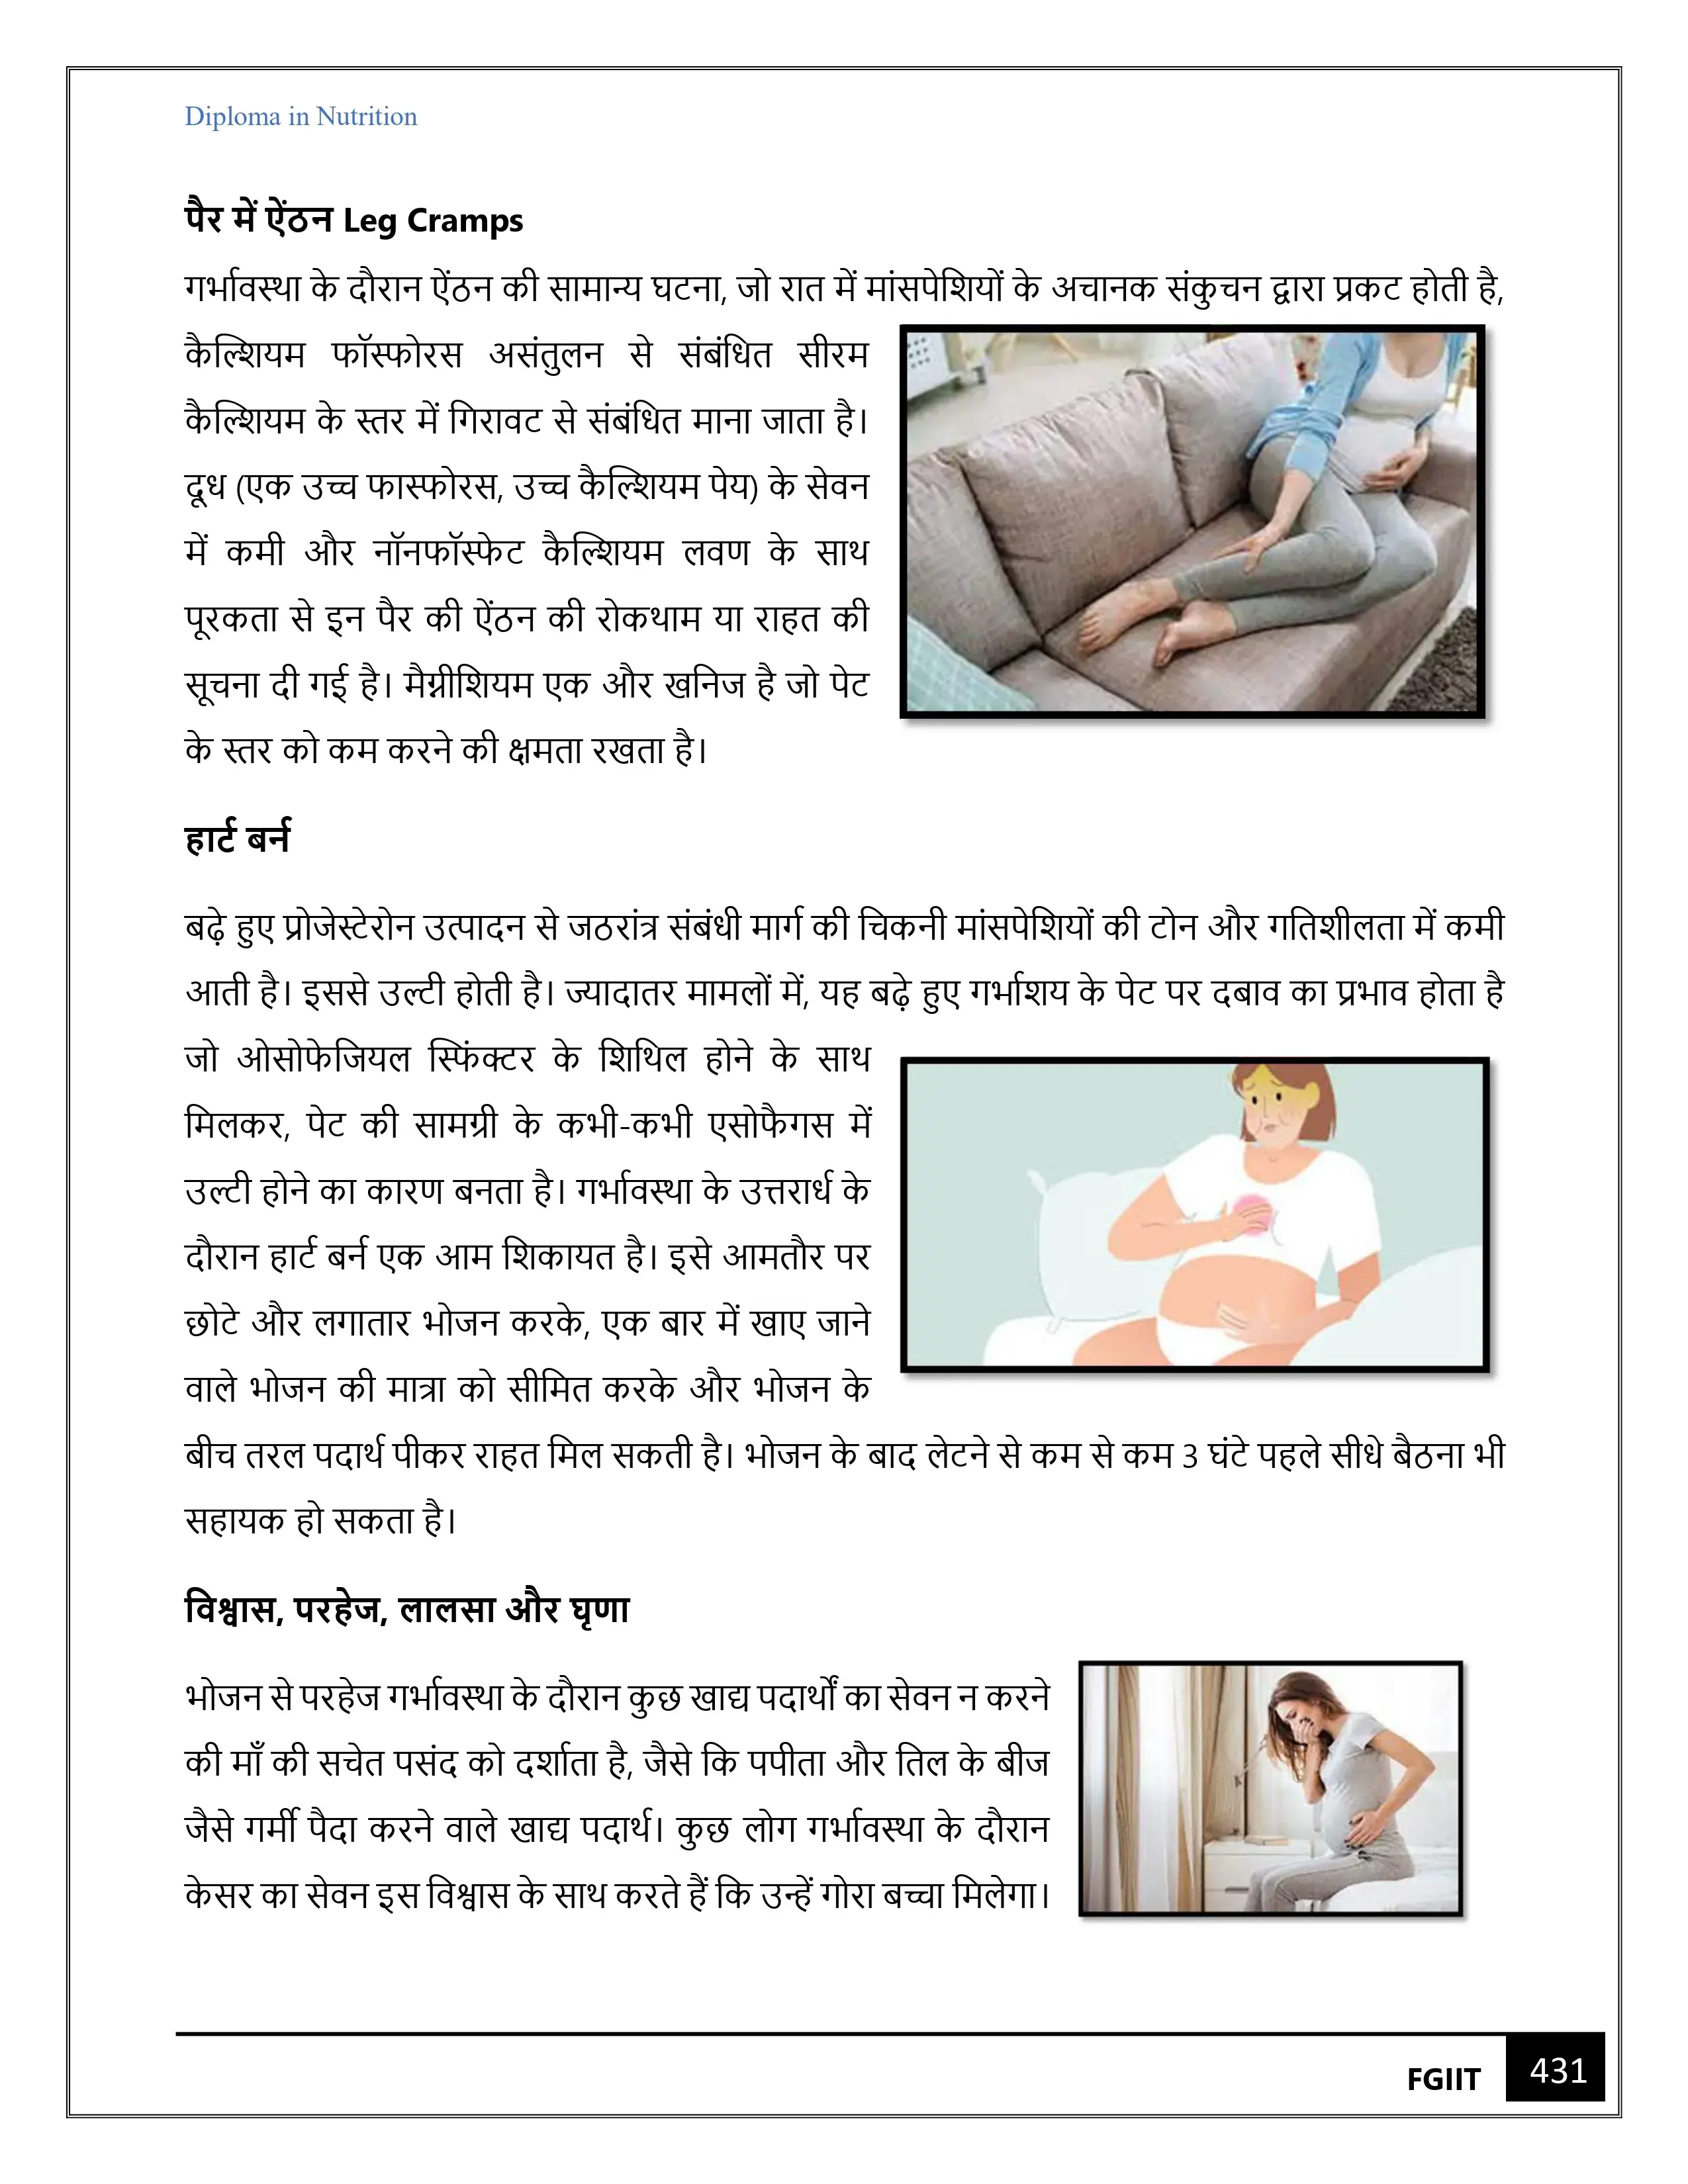 Diploma in Nutrition
पैर में ऐंठन Leg Cramps
गर्भावस्था के दौरान ऐंठन की सामान्य घटना, जो रात में मांसपेशियों के अचानक संकुचन द्वारा प्रकट होती है,
कैल्शियम फॉस्फोरस असंतुलन से संबंधित सीरम
कैल्शियम के स्तर में गिरावट से संबंधित माना जाता है।
दूध (एक उच्च फास्फोरस, उच्च कैल्शियम पेय) के सेवन
में कमी और नॉनफॉस्फेट कैल्शियम लवण के साथ
पूरकता से इन पैर की ऐंठन की रोकथाम या राहत की
सूचना दी गई है। मैग्नीशियम एक और खनिज है जो पेट
के स्तर को कम करने की क्षमता रखता है।
हार्ट बर्न
बढ़े हुए प्रोजेस्टेरोन उत्पादन से जठरांत्र संबंधी मार्ग की चिकनी मांसपेशियों की टोन और गतिशीलता में कमी
आती है। इससे उल्टी होती है। ज्यादातर मामलों में, यह बढ़े हुए गर्भाशय के पेट पर दबाव का प्रभाव होता है
जो ओसोफेजियल स्फिंक्टर के शिथिल होने के साथ
मिलकर, पेट की सामग्री के कभी-कभी एसोफैगस में
उल्टी होने का कारण बनता है। गर्भावस्था के उत्तरार्ध के
दौरान हार्ट बर्न एक आम शिकायत है। इसे आमतौर पर
छोटे और लगातार भोजन करके, एक बार में खाए जाने
वाले भोजन की मात्रा को सीमित करके और भोजन के
बीच तरल पदार्थ पीकर राहत मिल सकती है। भोजन के बाद लेटने से कम से कम 3 घंटे पहले सीधे बैठना भी
सहायक हो सकता है।
विश्वास, परहेज, लालसा और घृणा
भोजन से परहेज गर्भावस्था के दौरान कुछ खाद्य पदार्थों का सेवन न करने
की माँ की सचेत पसंद को दर्शाता है, जैसे कि पपीता और तिल के बीज
जैसे गर्मी पैदा करने वाले खाद्य पदार्थ। कुछ लोग गर्भावस्था के दौरान
केसर का सेवन इस विश्वास के साथ करते हैं कि उन्हें गोरा बच्चा मिलेगा।
FGIIT 431